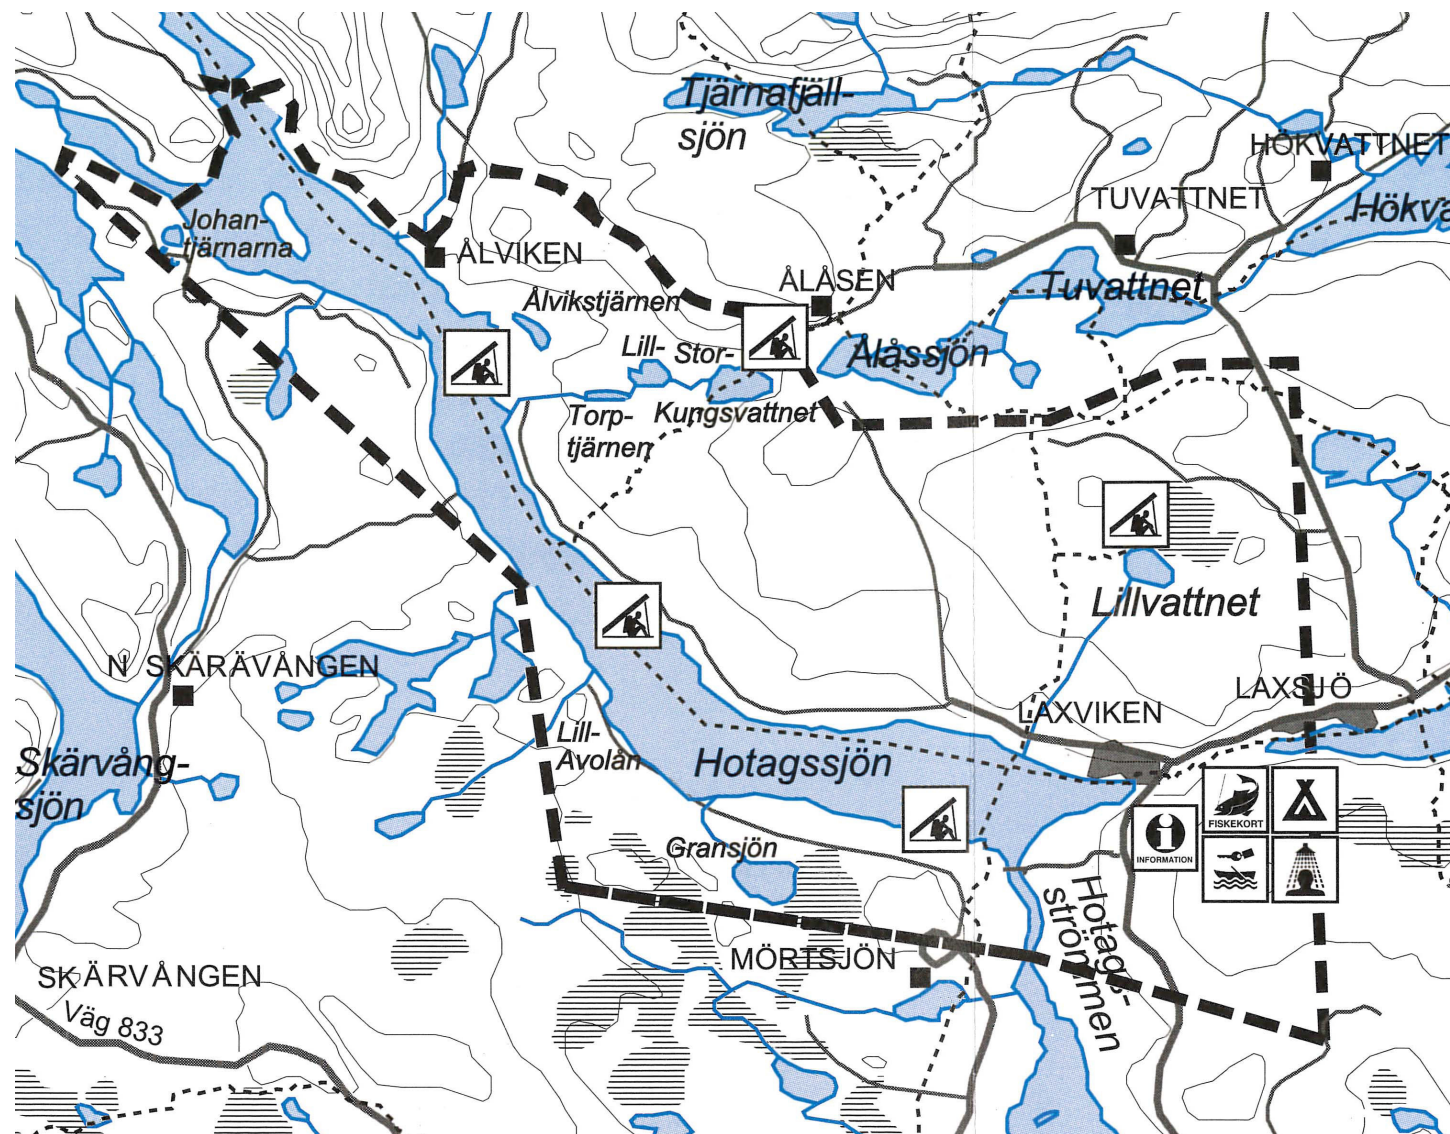 Tjärnafjäll-
sjön
HÖKVATTNET
TUVATTNET
Hökva
Johan-
tjärnarna
ÅLVIKEN
ÅLÅSEN
Tuvattnet
Ålvikstjärnen
Lill-
Stor-
Ålåssjön
Kungsvattnet
Torp-
tjärnen
Lillvattnet
N SKÄRÅVÅNGEN
LAXSJÖ
LAXVIKEN
Lill-
Avolån
Hotagssjön
Skärvång-
sjön
FISKEKORT
INFORMATION
Gransjön
Hotags-
strömmen
MÖRTSJÖN
SKÄRVÅNGEN
Väg 833